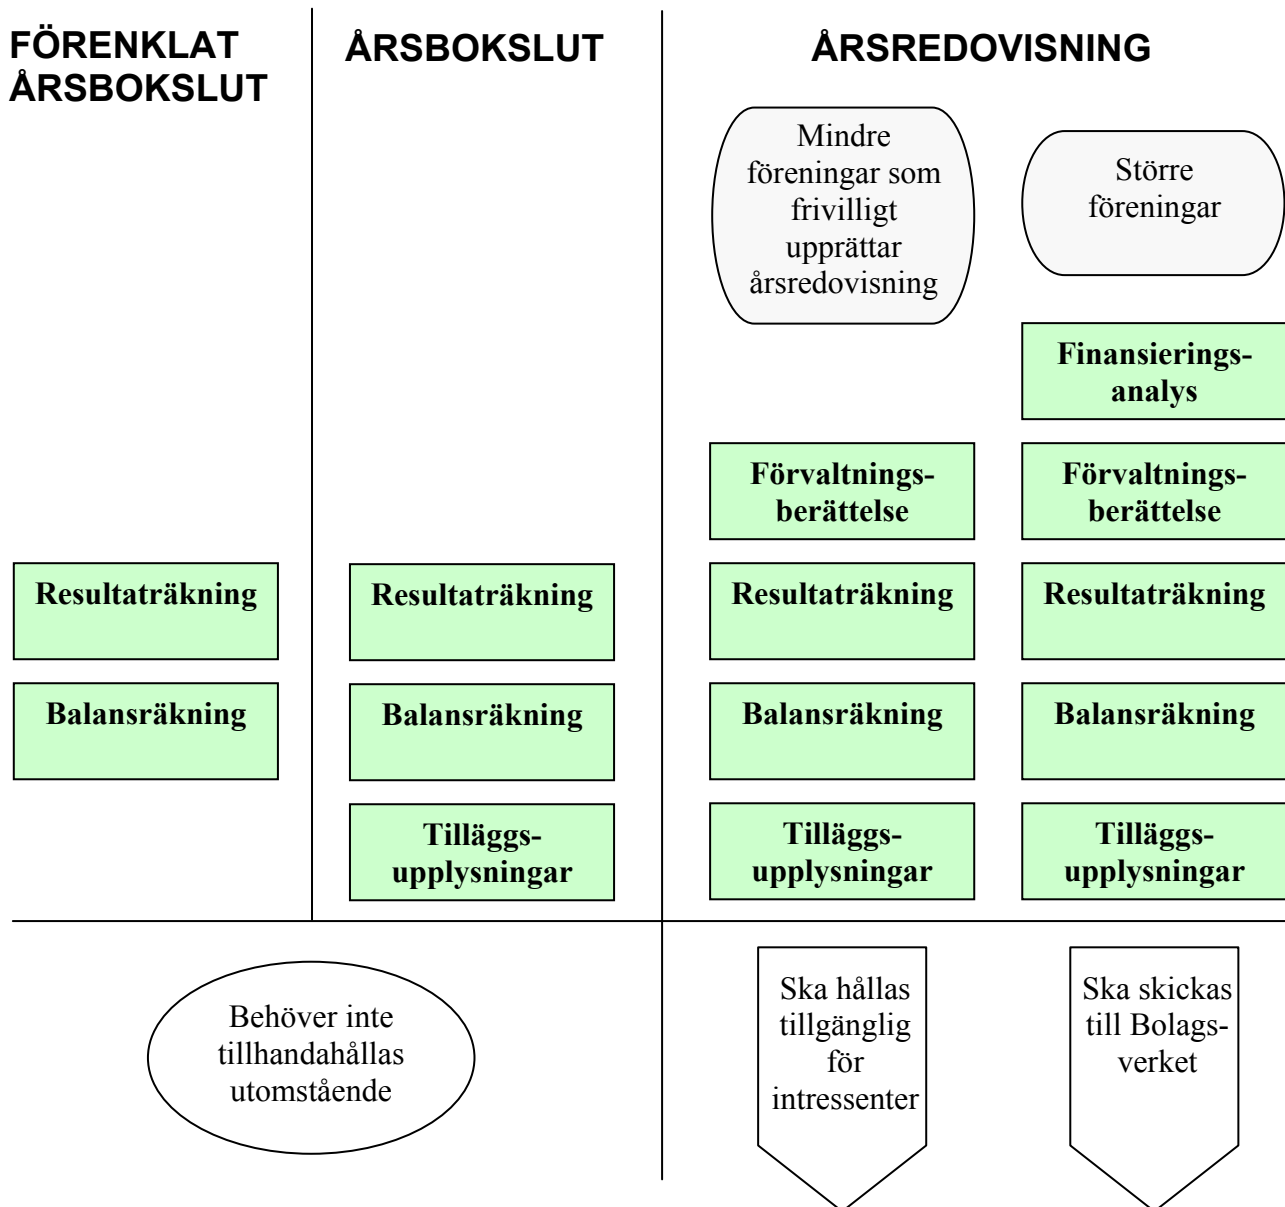 FÖRENKLAT
ÅRSBOKSLUT
ÅRSBOKSLUT
ÅRSREDOVISNING
Mindre
föreningar som
frivilligt
upprättar
årsredovisning
Större
föreningar
Finansierings-
analys
Förvaltnings-
berättelse
Förvaltnings-
berättelse
Resultaträkning
Resultaträkning
Resultaträkning
Resultaträkning
Balansräkning
Balansräkning
Balansräkning
Balansräkning
Tilläggs-
upplysningar
Tilläggs-
upplysningar
Tilläggs-
upplysningar
Behöver inte
tillhandahållas
utomstående
Ska hållas
tillgänglig
för
intressenter
Ska skickas
till Bolags-
verket